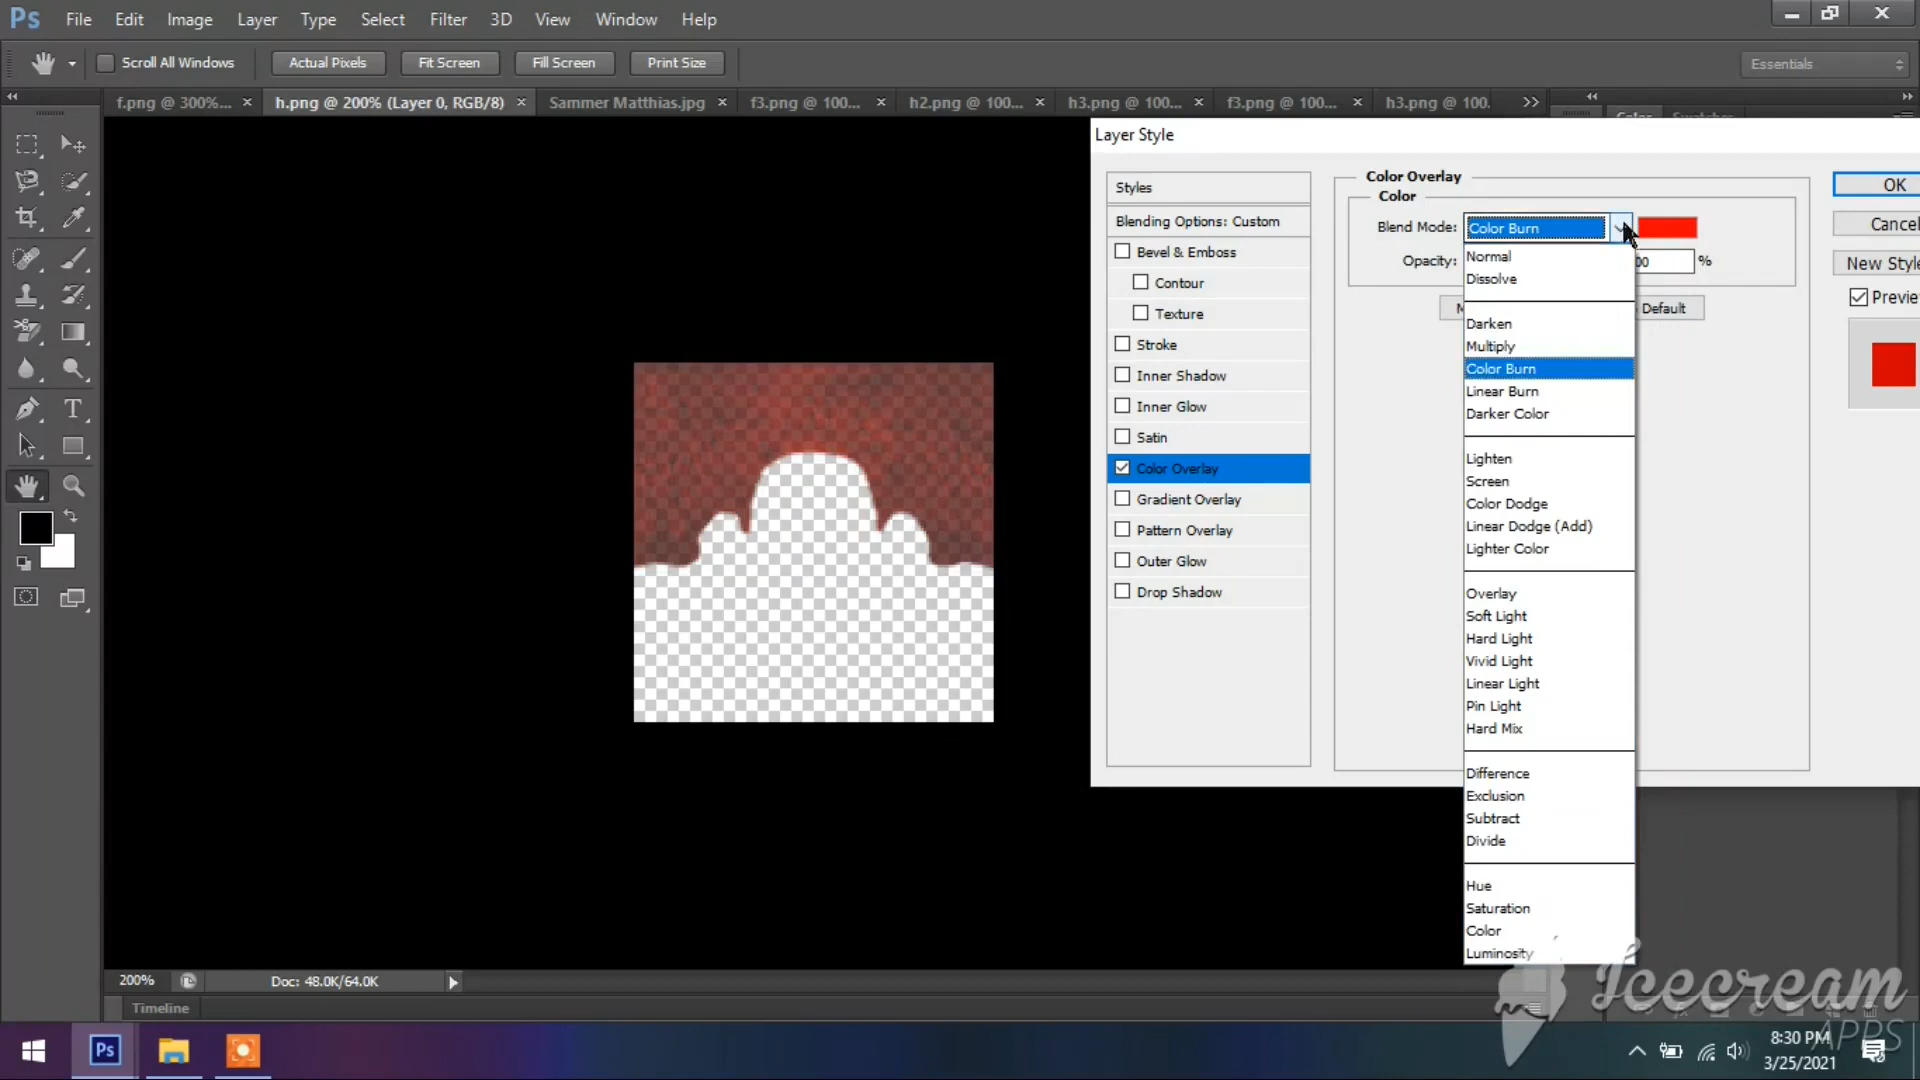 Ps File Edit Image Layer Type Select Filter 3D View Window Help
Scroll All Windows Actual Pixels Fit Screen Fill Screen Print Size Essentials
f.png @ 300%... × h.png @ 200% (Layer 0, RGB/8) × Sammer Matthias.jpg × f3.png @ 100... × h2.png @ 100... × h3.png @ 100... × f3.png @ 100... × h3.png @ 100. >>
Color Swatches
Layer Style
Styles
Blending Options: Custom
Bevel & Emboss
Contour
Texture
Stroke
Inner Shadow
Inner Glow
Satin
Color Overlay
Gradient Overlay
Pattern Overlay
Outer Glow
Drop Shadow
Color Overlay
Color
Blend Mode: Color Burn
Opacity: %
Default
Normal
Dissolve
Darken
Multiply
Color Burn
Linear Burn
Darker Color
Lighten
Screen
Color Dodge
Linear Dodge (Add)
Lighter Color
Overlay
Soft Light
Hard Light
Vivid Light
Linear Light
Pin Light
Hard Mix
Difference
Exclusion
Subtract
Divide
Hue
Saturation
Color
Luminosity
OK
Cancel
New Style
Preview
200% Doc: 48.0K/64.0K
Timeline
Icecream
APPS
Ps
8:30 PM
3/25/2021